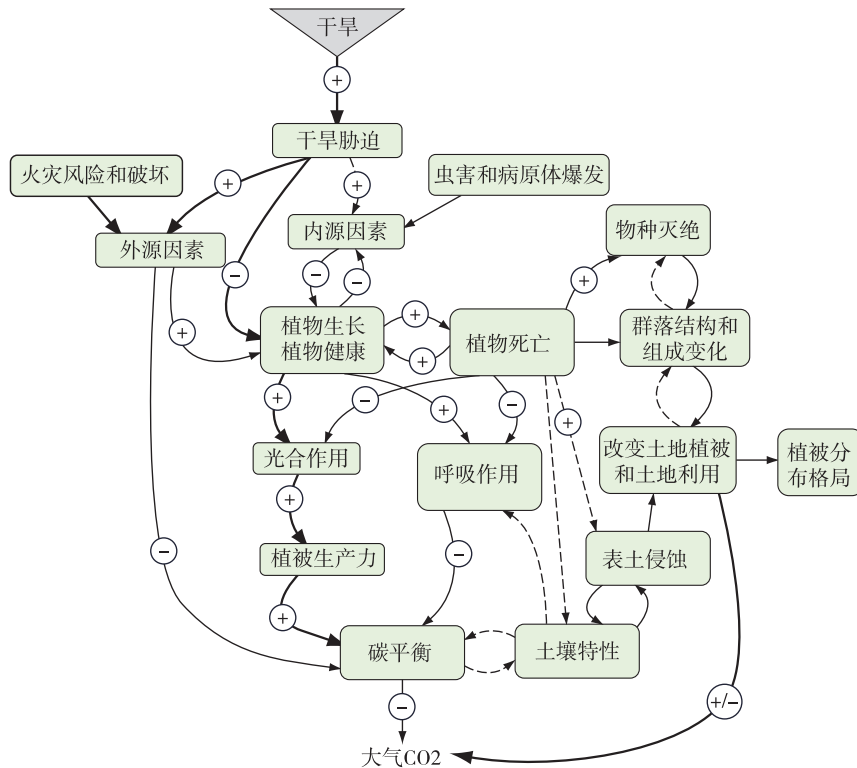 干旱
+
干旱胁迫
火灾风险和破坏
+
+
虫害和病原体爆发
外源因素
内源因素
物种灭绝
−
−
−
+
+
植物生长
植物健康
+
+
植物死亡
群落结构和
组成变化
+
−
+
−
+
光合作用
呼吸作用
改变土地植被
和土地利用
植被分
布格局
+
−
植被生产力
−
表土侵蚀
+
碳平衡
土壤特性
−
+/−
大气CO2